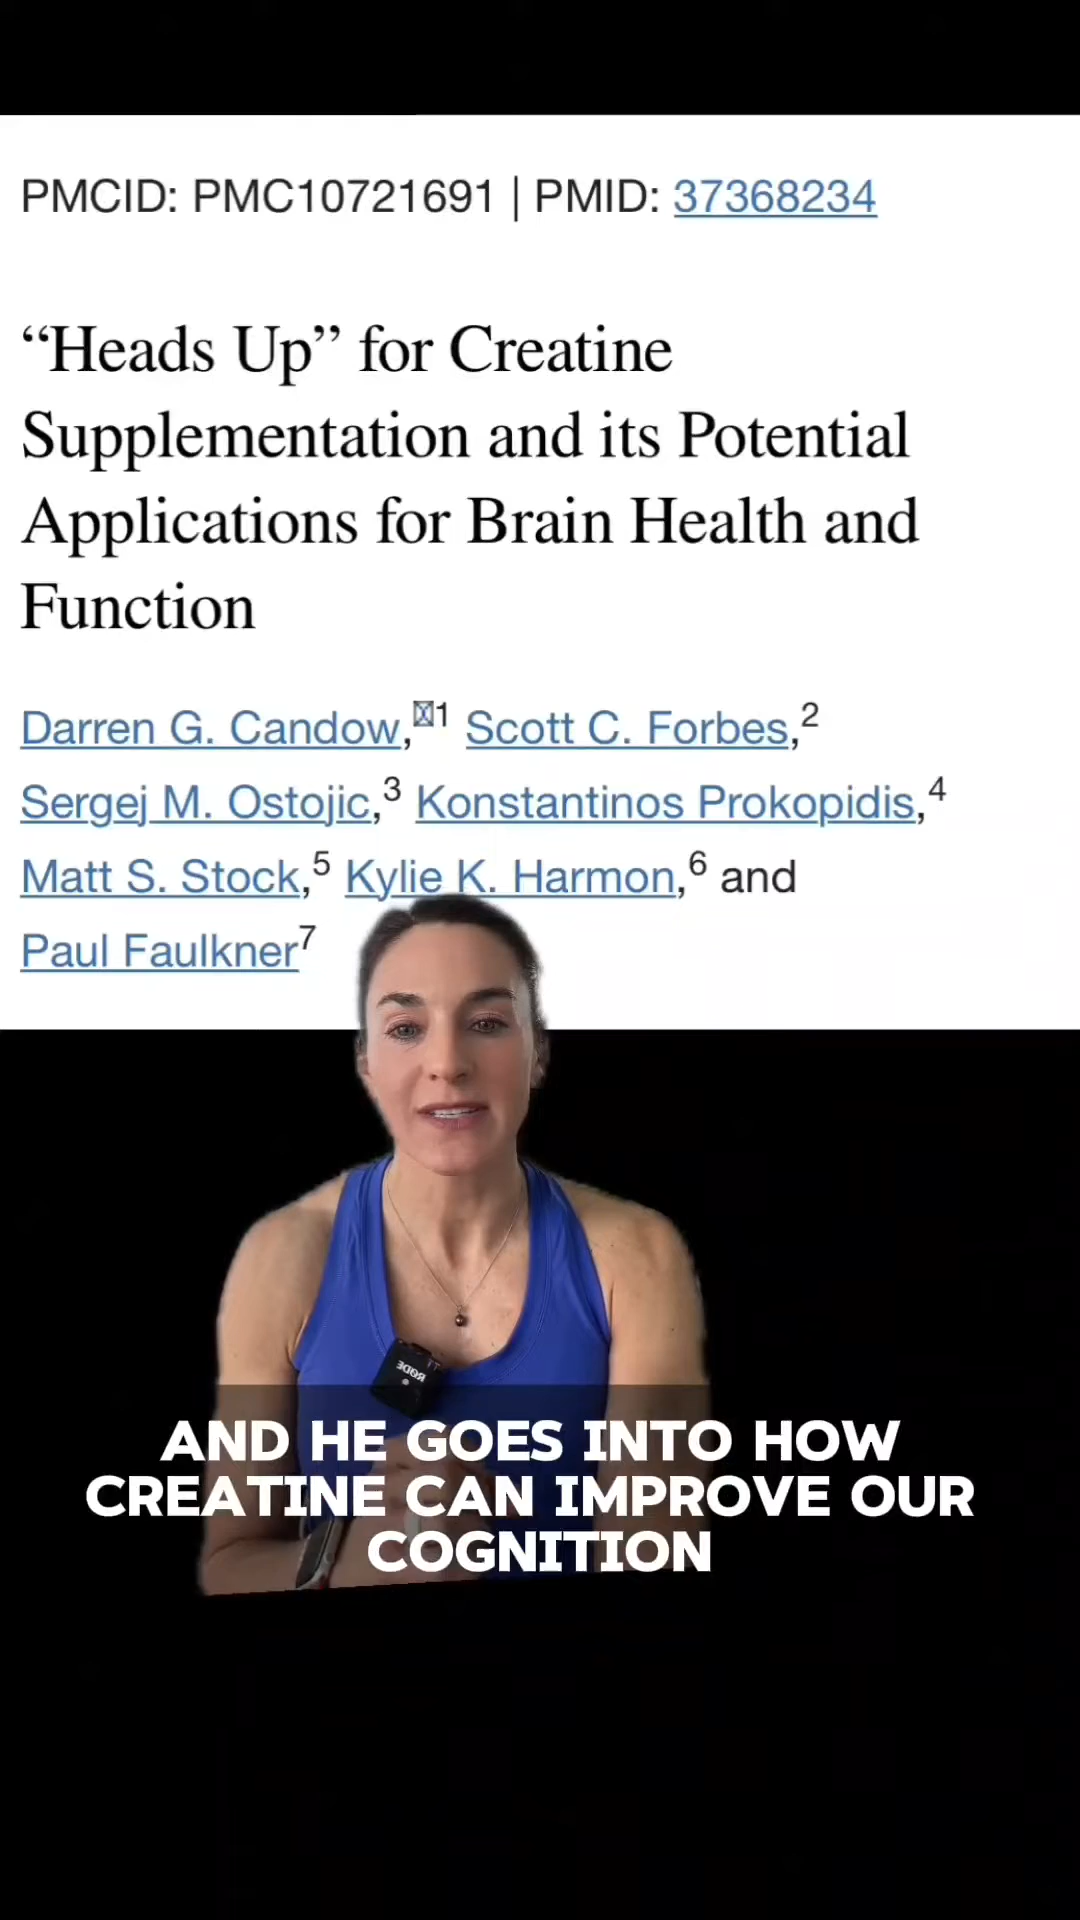 PMCID: PMC10721691 | PMID: 37368234
“Heads Up” for Creatine
Supplementation and its Potential
Applications for Brain Health and
Function
Darren G. Candow,1 Scott C. Forbes,2
Sergej M. Ostojic,3 Konstantinos Prokopidis,4
Matt S. Stock,5 Kylie K. Harmon,6 and
Paul Faulkner7
RØDE
AND HE GOES INTO HOW
CREATINE CAN IMPROVE OUR
COGNITION